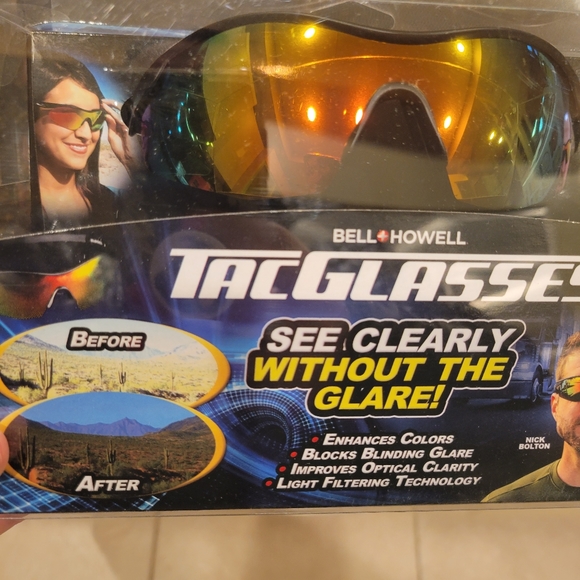 BELL+HOWELL
TACGLASSES
BEFORE
SEE CLEARLY
WITHOUT THE
GLARE!
• ENHANCES COLORS
• BLOCKS BLINDING GLARE
• IMPROVES OPTICAL CLARITY
• LIGHT FILTERING TECHNOLOGY
AFTER
NICK
BOLTON